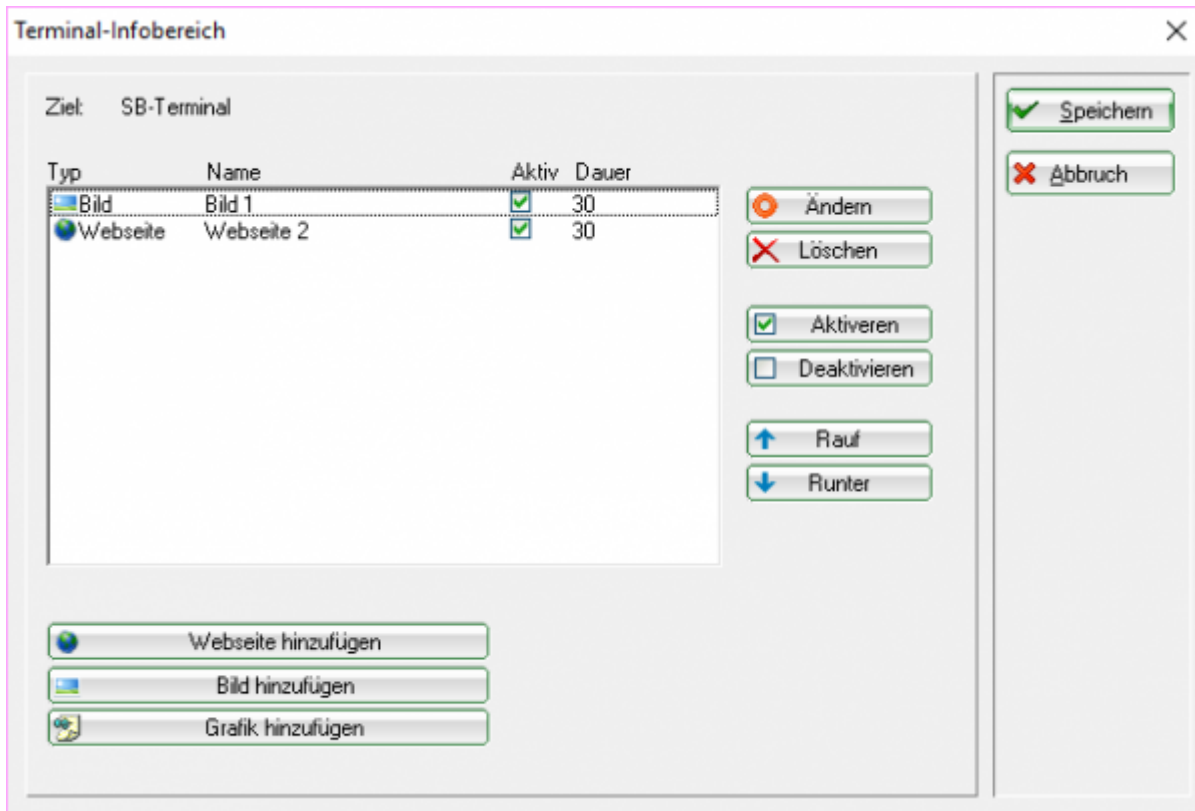 Terminal-Infobereich
Ziel: SB-Terminal
Typ Name Aktiv Dauer
Bild Bild 1 30
Webseite Webseite 2 30
Ändern
Löschen
Aktiveren
Deaktivieren
Rauf
Runter
Webseite hinzufügen
Bild hinzufügen
Grafik hinzufügen
Speichern
Abbruch